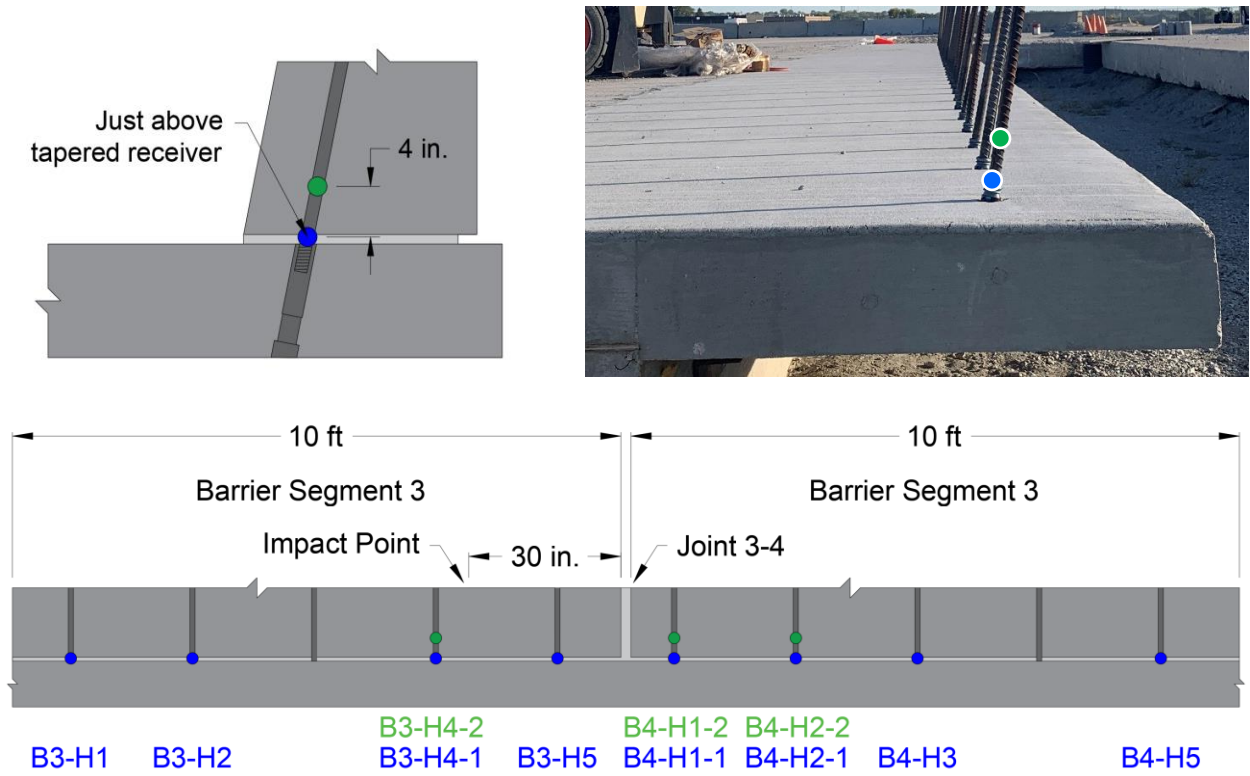 Just above
tapered receiver
4 in.
10 ft
10 ft
Barrier Segment 3
Barrier Segment 3
Impact Point
30 in.
Joint 3-4
B3-H4-2
B4-H1-2
B4-H2-2
B3-H1
B3-H2
B3-H4-1
B3-H5
B4-H1-1
B4-H2-1
B4-H3
B4-H5